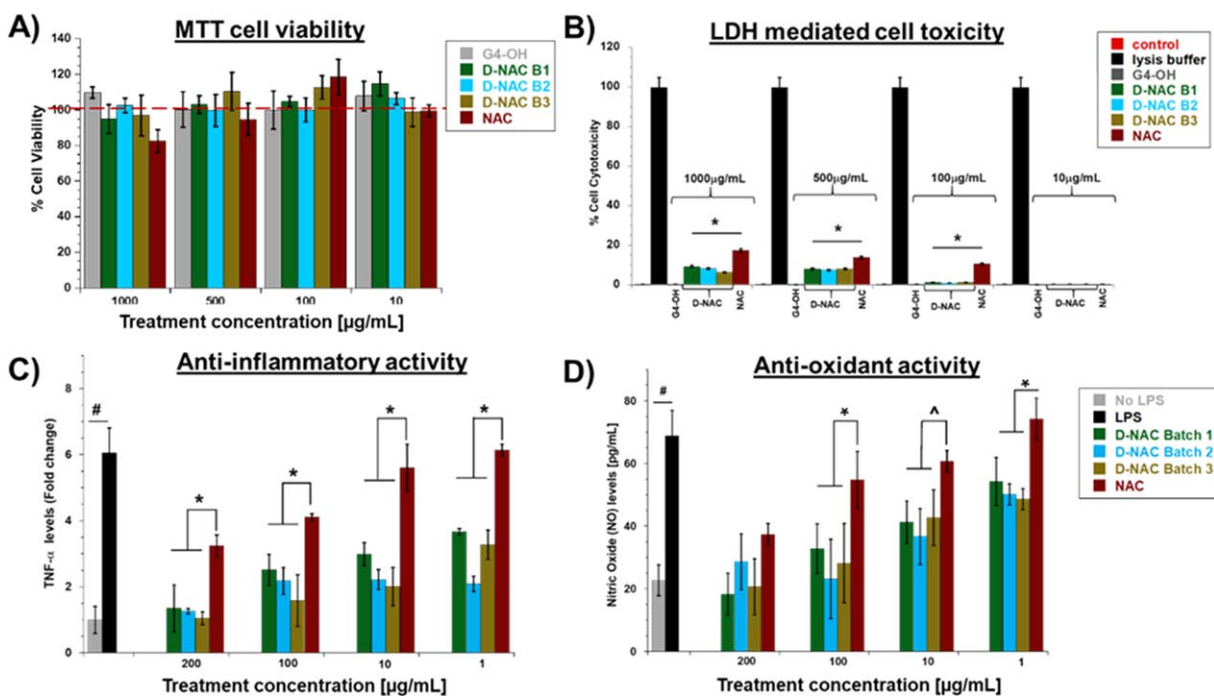 A)
MTT cell viability
% Cell Viability
140
120
100
80
60
40
20
0
1000 500 100 10
Treatment concentration [µg/mL]
G4-OH
D-NAC B1
D-NAC B2
D-NAC B3
NAC
B)
LDH mediated cell toxicity
% Cell Cytotoxicity
120
100
80
60
40
20
0
1000µg/mL 500µg/mL 100µg/mL 10µg/mL
* * *
G4-OH D-NAC NAC G4-OH D-NAC NAC G4-OH D-NAC NAC G4-OH D-NAC NAC
control
lysis buffer
G4-OH
D-NAC B1
D-NAC B2
D-NAC B3
NAC
C)
Anti-inflammatory activity
TNF-α levels (Fold change)
8
6
4
2
0
# * * * *
200 100 10 1
Treatment concentration [µg/mL]
D)
Anti-oxidant activity
Nitric Oxide (NO) levels [pg/mL]
80
60
40
20
0
# * ^ *
200 100 10 1
Treatment concentration [µg/mL]
No LPS
LPS
D-NAC Batch 1
D-NAC Batch 2
D-NAC Batch 3
NAC